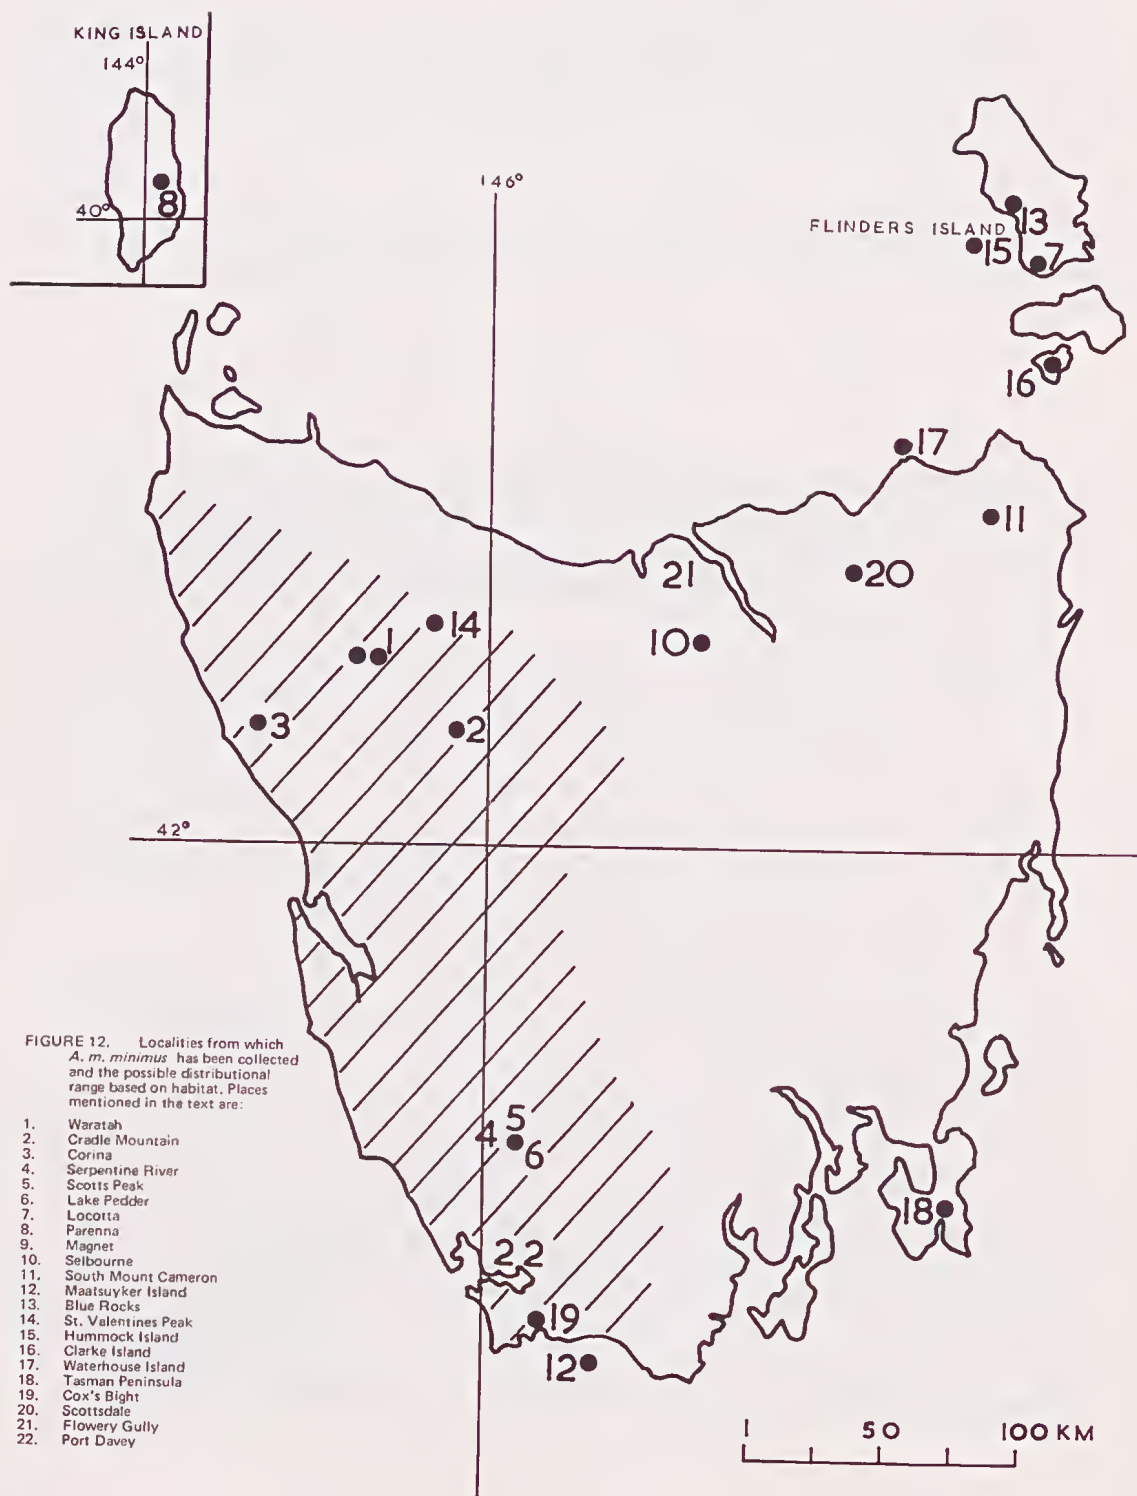 KING ISLAND
144°
8
40°
146°
FLINDERS ISLAND
13
15
7
16
17
11
21
20
14
10
1
3
2
42°
FIGURE 12. Localities from which
A. m. minimus has been collected
and the possible distributional
range based on habitat. Places
mentioned in the text are:
1. Waratah
2. Cradle Mountain
3. Corina
4. Serpentine River
5. Scotts Peak
6. Lake Pedder
7. Locotta
8. Parenna
9. Magnet
10. Selbourne
11. South Mount Cameron
12. Maatsuyker Island
13. Blue Rocks
14. St. Valentines Peak
15. Hummock Island
16. Clarke Island
17. Waterhouse Island
18. Tasman Peninsula
19. Cox's Bight
20. Scottsdale
21. Flowery Gully
22. Port Davey
5
4
6
18
22
19
12
1 50 100 KM